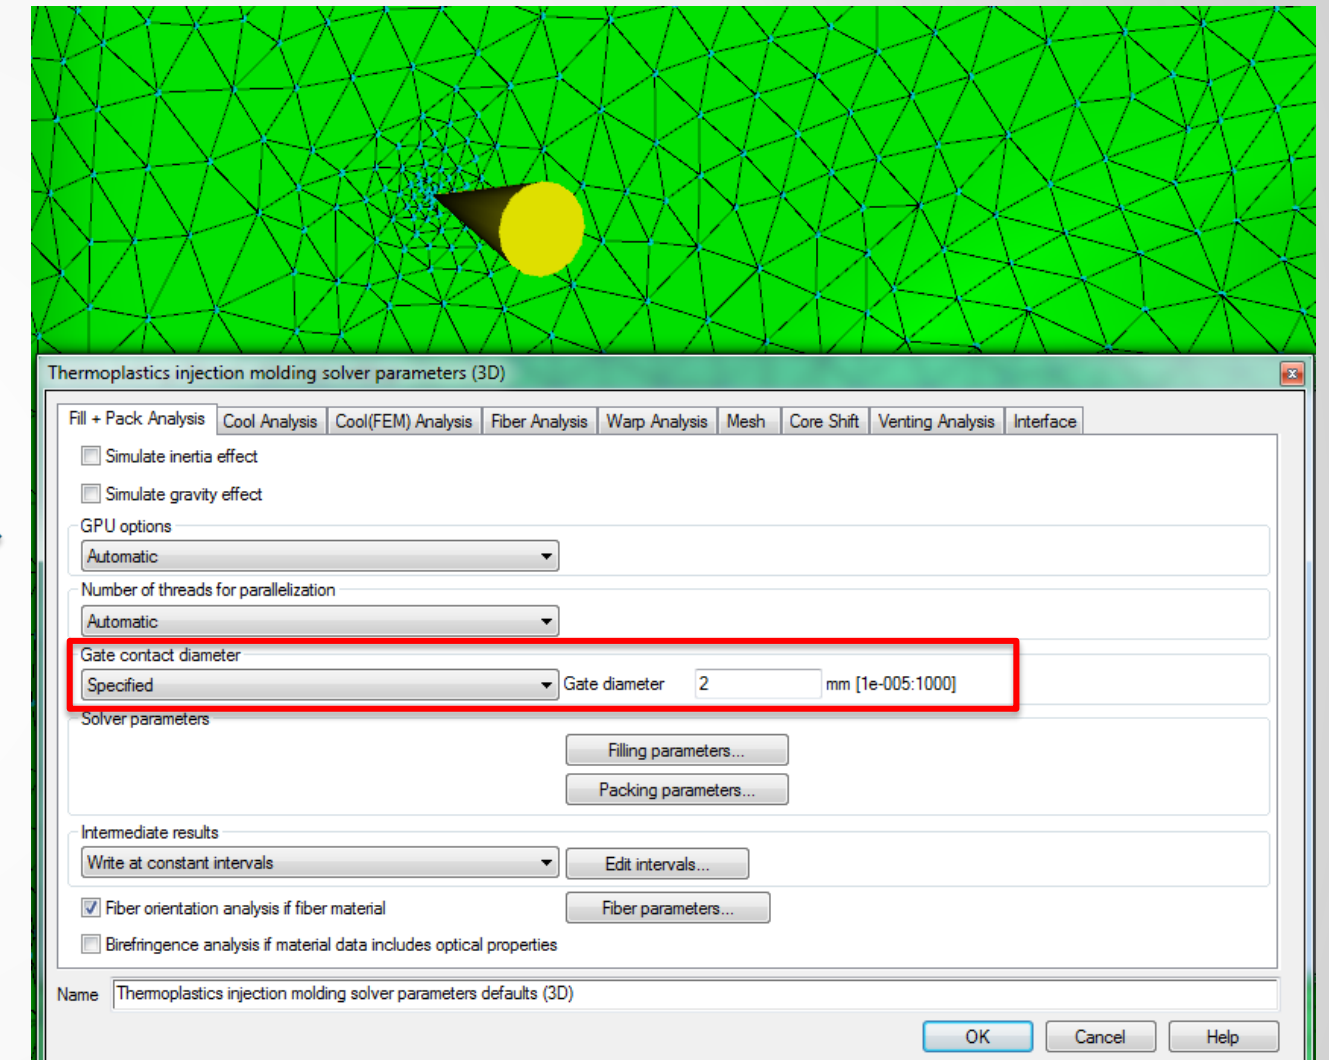 Thermoplastics injection molding solver parameters (3D)
Fill + Pack Analysis Cool Analysis Cool(FEM) Analysis Fiber Analysis Warp Analysis Mesh Core Shift Venting Analysis Interface
Simulate inertia effect
Simulate gravity effect
GPU options
Automatic
Number of threads for parallelization
Automatic
Gate contact diameter
Specified Gate diameter 2 mm [1e-005:1000]
Solver parameters
Filling parameters...
Packing parameters...
Intermediate results
Write at constant intervals Edit intervals...
Fiber orientation analysis if fiber material Fiber parameters...
Birefringence analysis if material data includes optical properties
Name Thermoplastics injection molding solver parameters defaults (3D)
OK Cancel Help